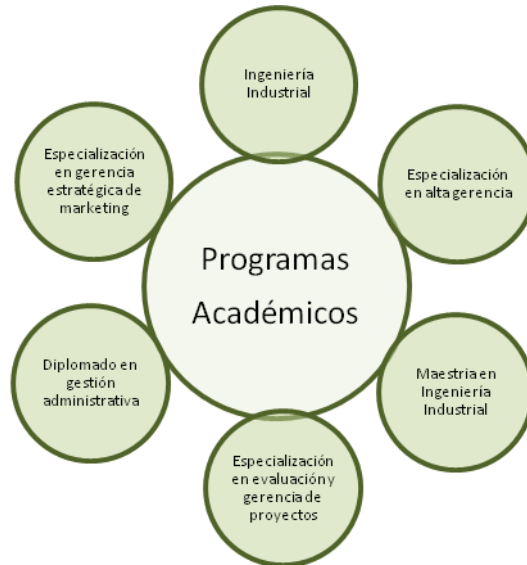 Ingeniería
Industrial
Especialización
en gerencia
estratégica de
marketing
Especialización
en alta gerencia
Programas
Académicos
Diplomado en
gestión
administrativa
Maestria en
Ingeniería
Industrial
Especialización
en evaluación y
gerencia de
proyectos